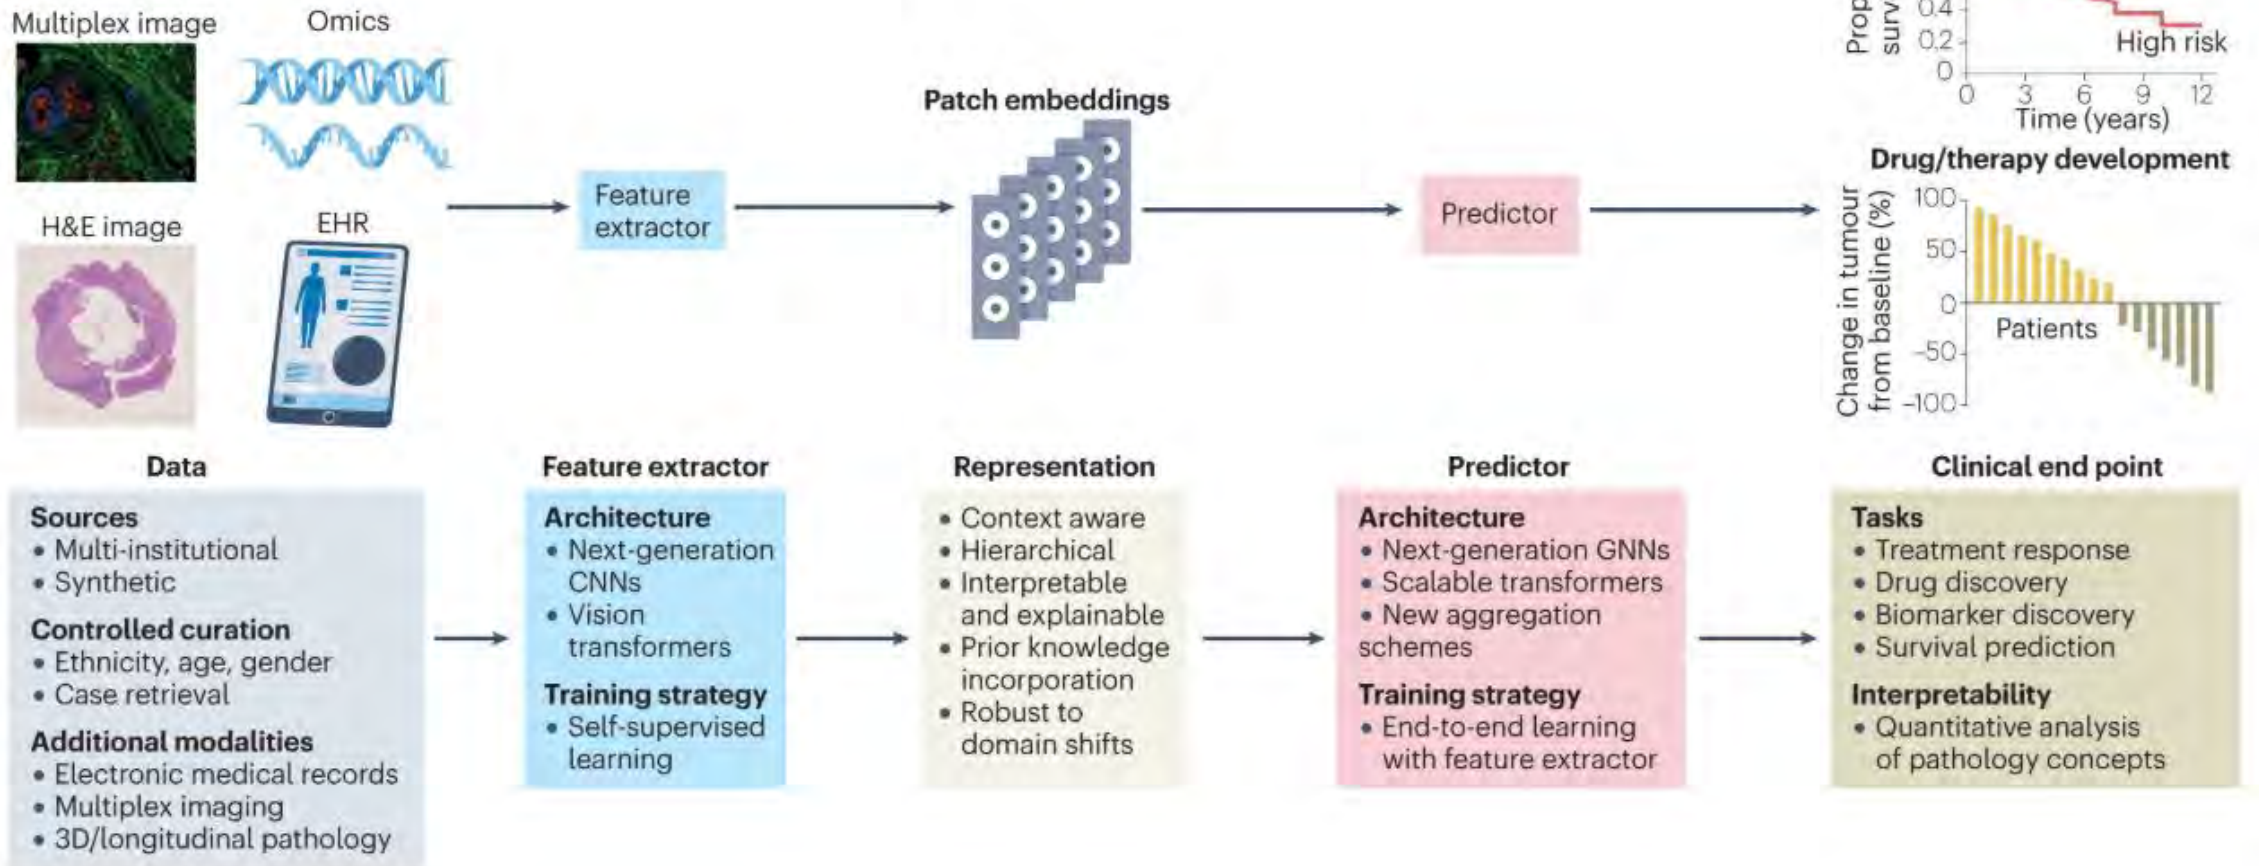 Multiplex image
Omics
H&E image
EHR
Feature
extractor
Patch embeddings
Predictor
0.4
0.2
0
High risk
0 3 6 9 12
Time (years)
Drug/therapy development
Change in tumour
from baseline (%)
100
50
0
-50
-100
Patients
Data
Sources
• Multi-institutional
• Synthetic
Controlled curation
• Ethnicity, age, gender
• Case retrieval
Additional modalities
• Electronic medical records
• Multiplex imaging
• 3D/longitudinal pathology
Feature extractor
Architecture
• Next-generation
CNNs
• Vision
transformers
Training strategy
• Self-supervised
learning
Representation
• Context aware
• Hierarchical
• Interpretable
and explainable
• Prior knowledge
incorporation
• Robust to
domain shifts
Predictor
Architecture
• Next-generation GNNs
• Scalable transformers
• New aggregation
schemes
Training strategy
• End-to-end learning
with feature extractor
Clinical end point
Tasks
• Treatment response
• Drug discovery
• Biomarker discovery
• Survival prediction
Interpretability
• Quantitative analysis
of pathology concepts